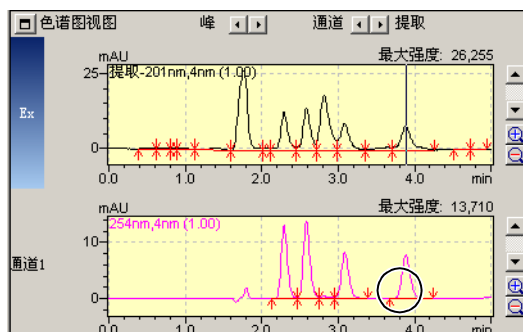 色谱图视图 峰 通道 提取
mAU 最大强度: 26,255
提取-201nm,4nm (1.00)
25
Ex
0
0.0 1.0 2.0 3.0 4.0 min
mAU 最大强度: 13,710
254nm,4nm (1.00)
10
通道1
0
0.0 1.0 2.0 3.0 4.0 min